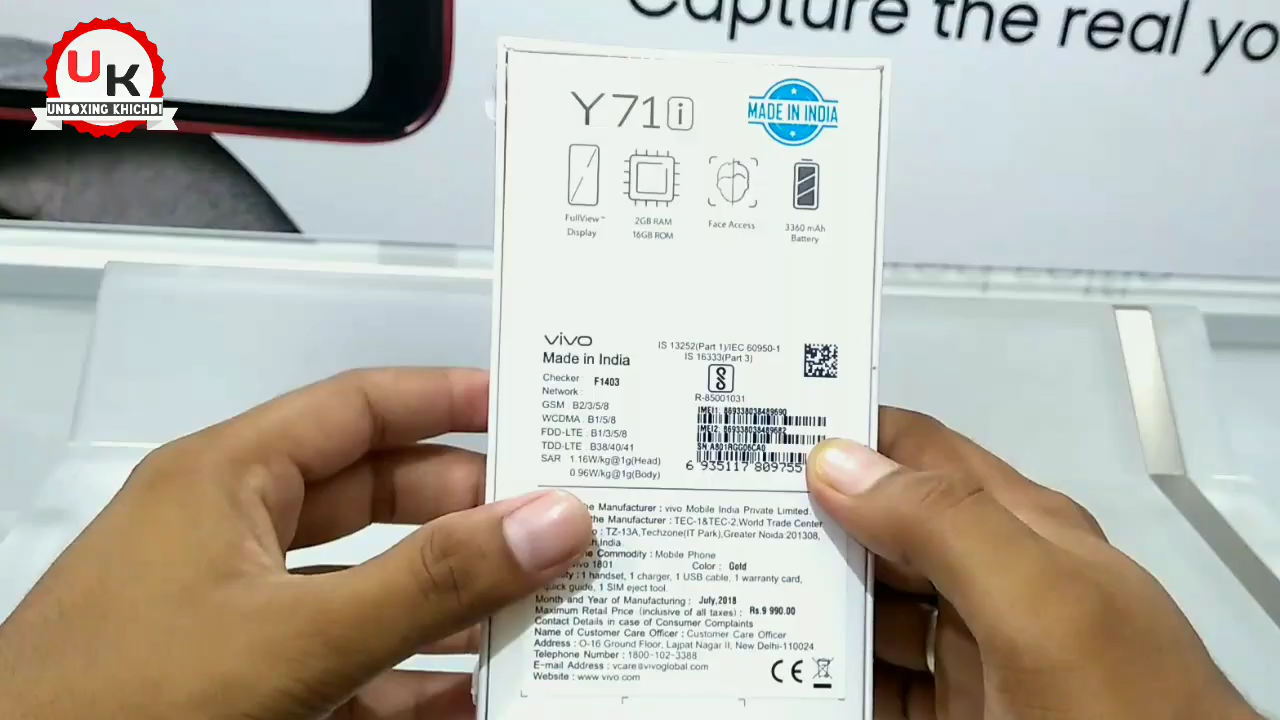 Capture the real yo
UK
UNBOXING KHICHDI
Y71i
MADE IN INDIA
FullView™
Display
2GB RAM
16GB ROM
Face Access
3360 mAh
Battery
vivo
Made in India
Checker : F1403
Network :
GSM : B2/3/5/8
WCDMA : B1/5/8
FDD-LTE : B1/3/5/8
TDD-LTE : B38/40/41
SAR : 1.16W/kg@1g(Head)
0.96W/kg@1g(Body)
IS 13252(Part 1)/IEC 60950-1
IS 16333(Part 3)
R-85001031
IMEI1: 869338038489690
IMEI2: 869338038489682
SN:A801RGG06CA0
6 935117 809755
he Manufacturer : vivo Mobile India Private Limited.
the Manufacturer : TEC-1&TEC-2,World Trade Center
o : TZ-13A,Techzone(IT Park),Greater Noida 201308,
h,India.
he Commodity : Mobile Phone
vivo 1801 Color : Gold
ty : 1 handset, 1 charger, 1 USB cable, 1 warranty card,
quick guide, 1 SIM eject tool.
Month and Year of Manufacturing : July,2018
Maximum Retail Price (inclusive of all taxes) : Rs.9 990.00
Contact Details in case of Consumer Complaints
Name of Customer Care Officer : Customer Care Officer
Address : O-16 Ground Floor, Lajpat Nagar II, New Delhi-110024
Telephone Number : 1800-102-3388
E-mail Address : vcare@vivoglobal.com
Website : www.vivo.com
CE